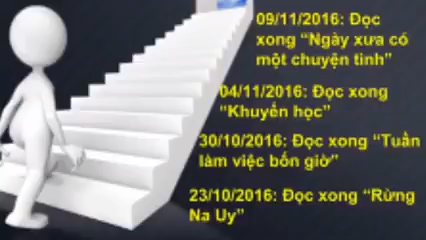 09/11/2016: Đọc
xong “Ngày xưa có
một chuyện tình”
04/11/2016: Đọc xong
“Khuyến học”
30/10/2016: Đọc xong “Tuần
làm việc bốn giờ”
23/10/2016: Đọc xong “Rừng
Na Uy”